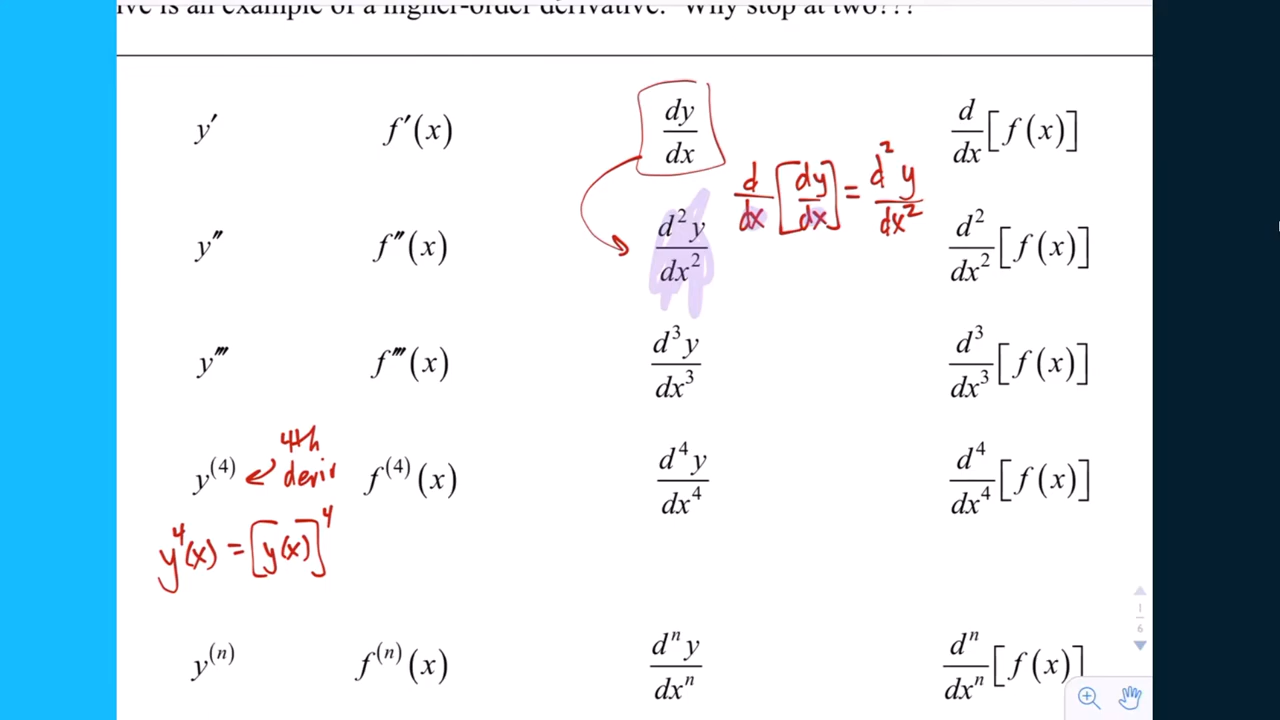 is an example of a higher-order derivative. Why stop at two???
y′ f′(x) dy/dx d/dx [f(x)]
d/dx [dy/dx] = d²y/dx²
y″ f″(x) d²y/dx² d²/dx² [f(x)]
y‴ f‴(x) d³y/dx³ d³/dx³ [f(x)]
4th
y⁽⁴⁾ deriv f⁽⁴⁾(x) d⁴y/dx⁴ d⁴/dx⁴ [f(x)]
y⁴(x) = [y(x)]⁴
y⁽ⁿ⁾ f⁽ⁿ⁾(x) dⁿy/dxⁿ dⁿ/dxⁿ [f(x)]
1
6